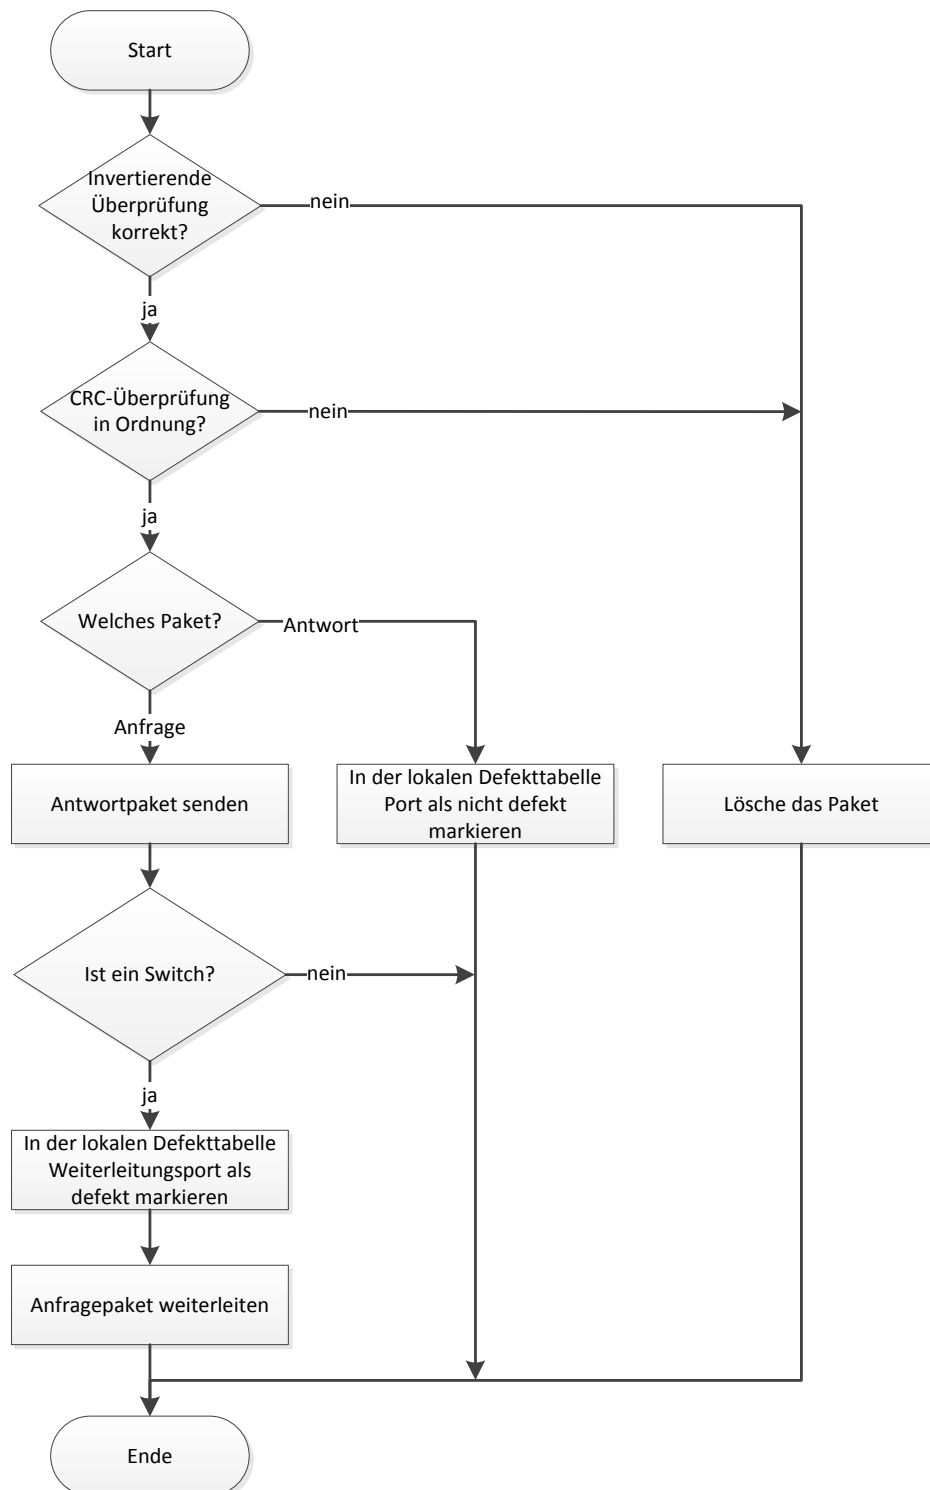 Start
Invertierende
Überprüfung
korrekt?
nein
ja
CRC-Überprüfung
in Ordnung?
nein
ja
Welches Paket?
Antwort
Anfrage
Antwortpaket senden
In der lokalen Defekttabelle
Port als nicht defekt
markieren
Lösche das Paket
Ist ein Switch?
nein
ja
In der lokalen Defekttabelle
Weiterleitungsport als
defekt markieren
Anfragepaket weiterleiten
Ende